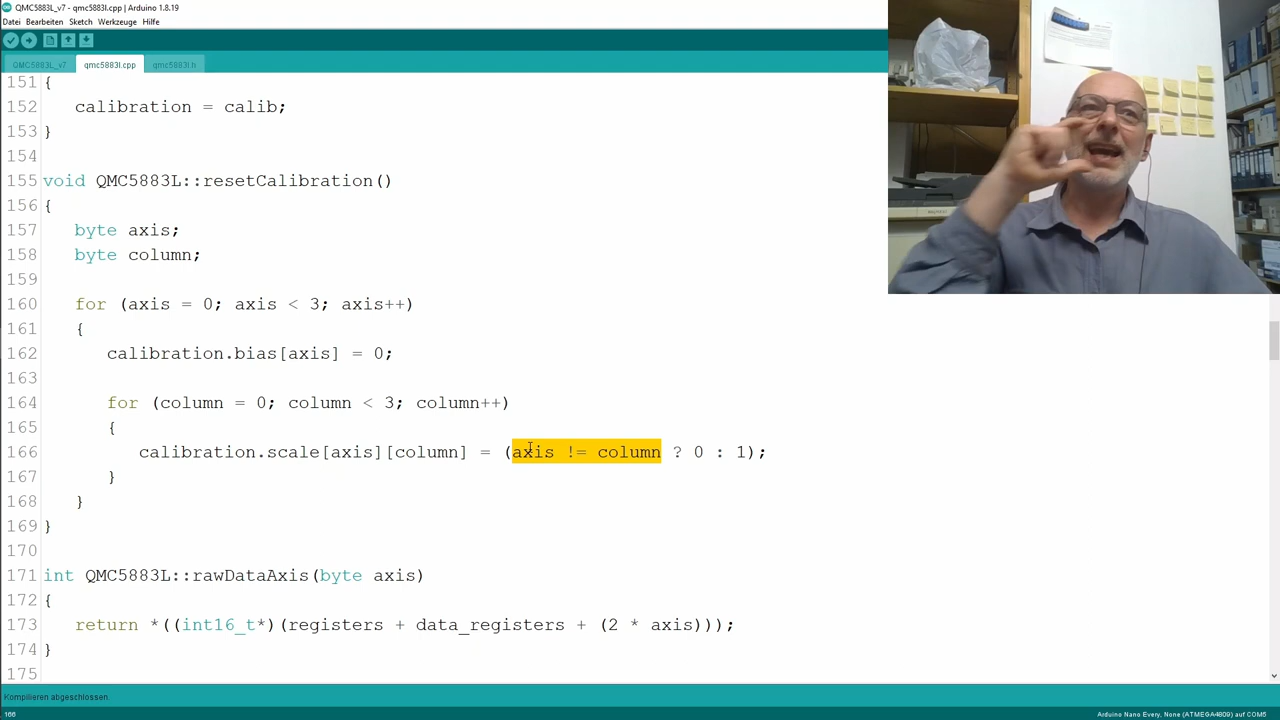 QMC5883L_v7 - qmc5883l.cpp | Arduino 1.8.19
Datei Bearbeiten Sketch Werkzeuge Hilfe
QMC5883L_v7 qmc5883l.cpp qmc5883l.h
151 {
152 calibration = calib;
153 }
154
155 void QMC5883L::resetCalibration()
156 {
157 byte axis;
158 byte column;
159
160 for (axis = 0; axis < 3; axis++)
161 {
162 calibration.bias[axis] = 0;
163
164 for (column = 0; column < 3; column++)
165 {
166 calibration.scale[axis][column] = (axis != column ? 0 : 1);
167 }
168 }
169 }
170
171 int QMC5883L::rawDataAxis(byte axis)
172 {
173 return *((int16_t*)(registers + data_registers + (2 * axis)));
174 }
175
Kompilieren abgeschlossen.
166 Arduino Nano Every, None (ATMEGA4809) auf COM5